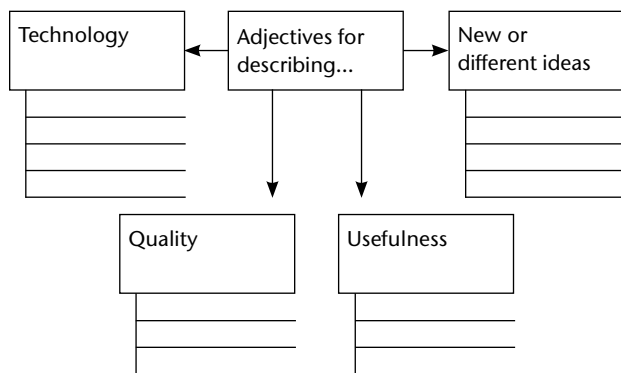 Technology
Adjectives for
describing...
New or
different ideas
Quality
Usefulness